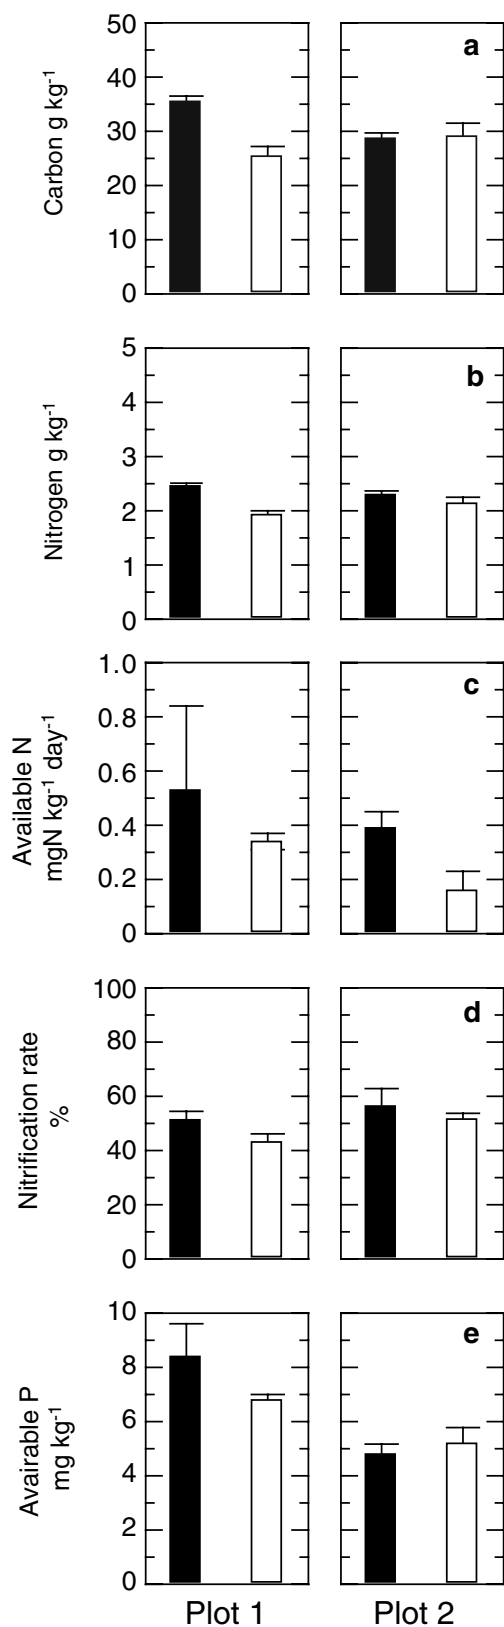 a
Carbon g kg⁻¹
50
40
30
20
10
0
b
Nitrogen g kg⁻¹
5
4
3
2
1
0
c
Available N
mgN kg⁻¹ day⁻¹
1.0
0.8
0.6
0.4
0.2
0
d
Nitrification rate
%
100
80
60
40
20
0
e
Avairable P
mg kg⁻¹
10
8
6
4
2
0
Plot 1 Plot 2